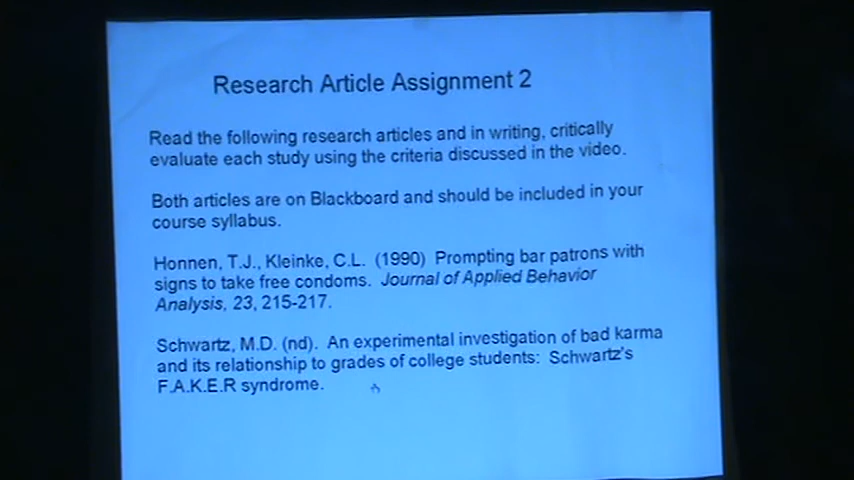 Research Article Assignment 2
Read the following research articles and in writing, critically
evaluate each study using the criteria discussed in the video.
Both articles are on Blackboard and should be included in your
course syllabus.
Honnen, T.J., Kleinke, C.L. (1990) Prompting bar patrons with
signs to take free condoms. Journal of Applied Behavior
Analysis, 23, 215-217.
Schwartz, M.D. (nd). An experimental investigation of bad karma
and its relationship to grades of college students: Schwartz's
F.A.K.E.R syndrome.